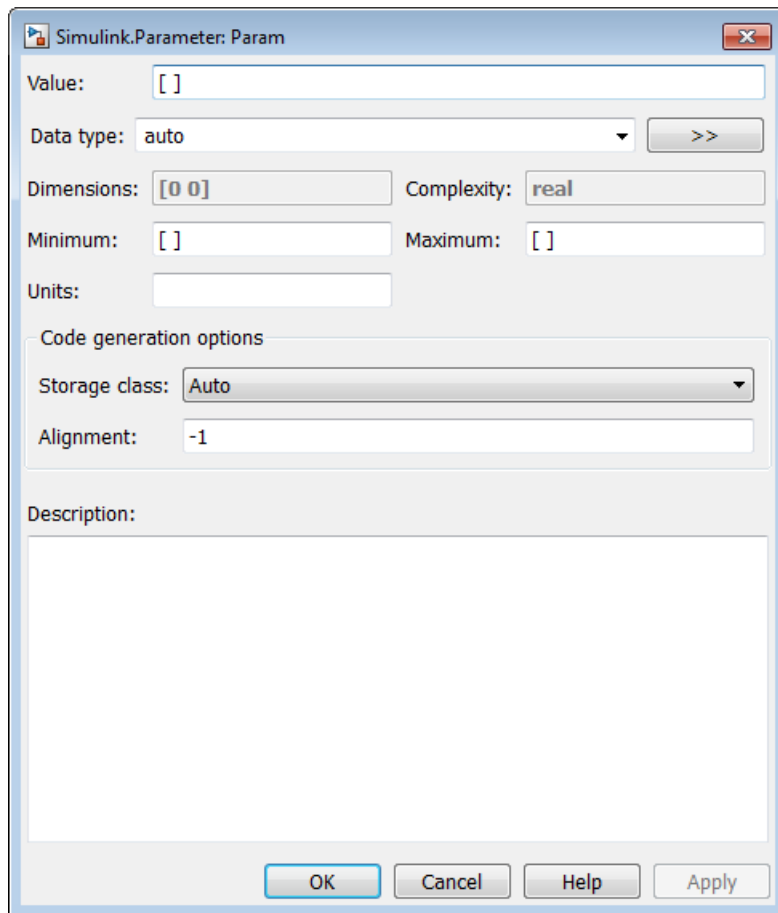 Simulink.Parameter: Param
Value: [ ]
Data type: auto >>
Dimensions: [0 0] Complexity: real
Minimum: [ ] Maximum: [ ]
Units:
Code generation options
Storage class: Auto
Alignment: -1
Description:
OK Cancel Help Apply